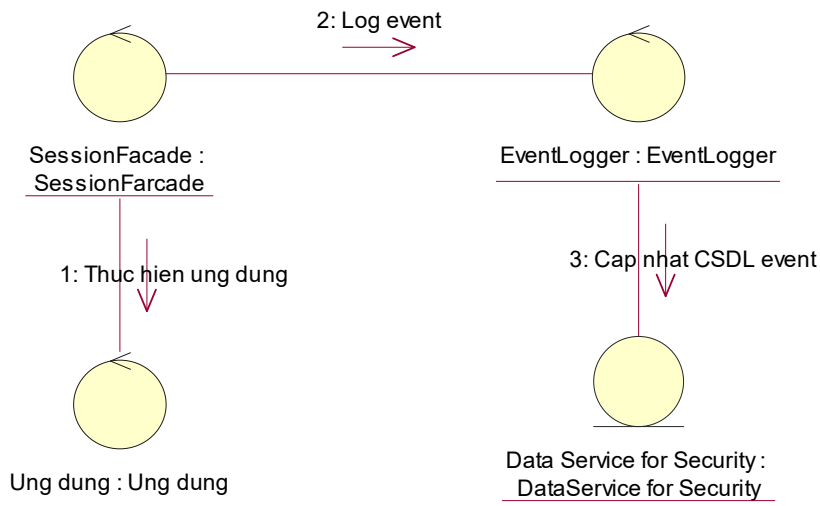 2: Log event
SessionFacade :
SessionFarcade
EventLogger : EventLogger
1: Thuc hien ung dung
3: Cap nhat CSDL event
Ung dung : Ung dung
Data Service for Security :
DataService for Security